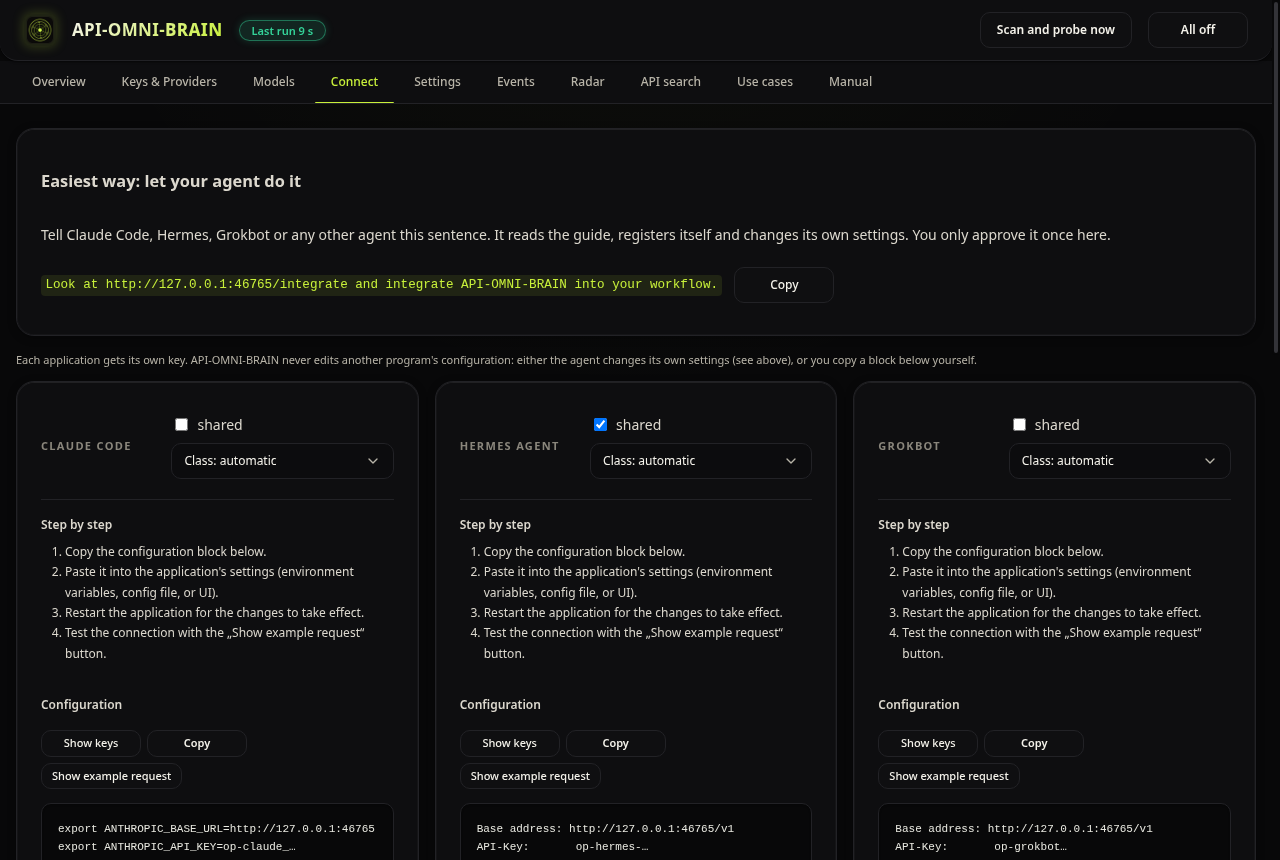 API-OMNI-BRAIN
Last run 9 s
Scan and probe now
All off
Overview
Keys & Providers
Models
Connect
Settings
Events
Radar
API search
Use cases
Manual
Easiest way: let your agent do it
Tell Claude Code, Hermes, Grokbot or any other agent this sentence. It reads the guide, registers itself and changes its own settings. You only approve it once here.
Look at http://127.0.0.1:46765/integrate and integrate API-OMNI-BRAIN into your workflow.
Copy
Each application gets its own key. API-OMNI-BRAIN never edits another program's configuration: either the agent changes its own settings (see above), or you copy a block below yourself.
CLAUDE CODE
shared
Class: automatic
Step by step
1. Copy the configuration block below.
2. Paste it into the application's settings (environment
variables, config file, or UI).
3. Restart the application for the changes to take effect.
4. Test the connection with the „Show example request“
button.
Configuration
Show keys
Copy
Show example request
export ANTHROPIC_BASE_URL=http://127.0.0.1:46765
export ANTHROPIC_API_KEY=op-claude_…
HERMES AGENT
shared
Class: automatic
Step by step
1. Copy the configuration block below.
2. Paste it into the application's settings (environment
variables, config file, or UI).
3. Restart the application for the changes to take effect.
4. Test the connection with the „Show example request“
button.
Configuration
Show keys
Copy
Show example request
Base address: http://127.0.0.1:46765/v1
API-Key: op-hermes-…
GROKBOT
shared
Class: automatic
Step by step
1. Copy the configuration block below.
2. Paste it into the application's settings (environment
variables, config file, or UI).
3. Restart the application for the changes to take effect.
4. Test the connection with the „Show example request“
button.
Configuration
Show keys
Copy
Show example request
Base address: http://127.0.0.1:46765/v1
API-Key: op-grokbot…